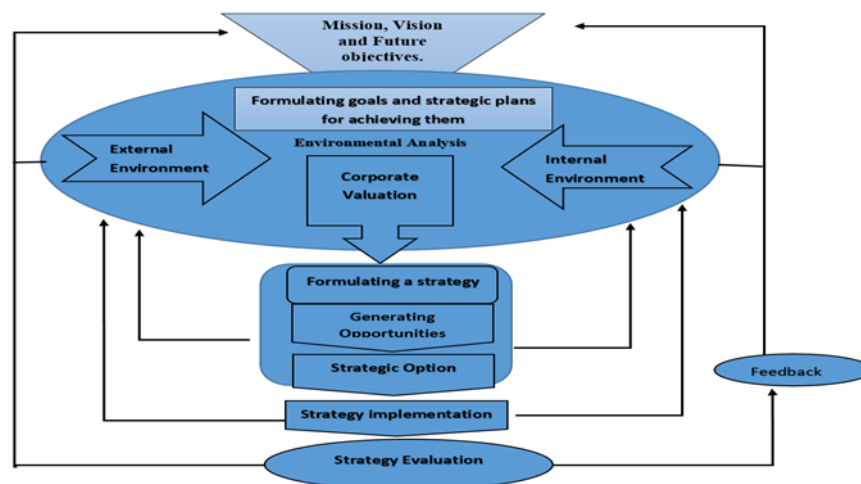 Mission, Vision
and Future
objectives.
Formulating goals and strategic plans
for achieving them
Environmental Analysis
External
Environment
Internal
Environment
Corporate
Valuation
Formulating a strategy
Generating
Opportunities
Strategic Option
Feedback
Strategy implementation
Strategy Evaluation